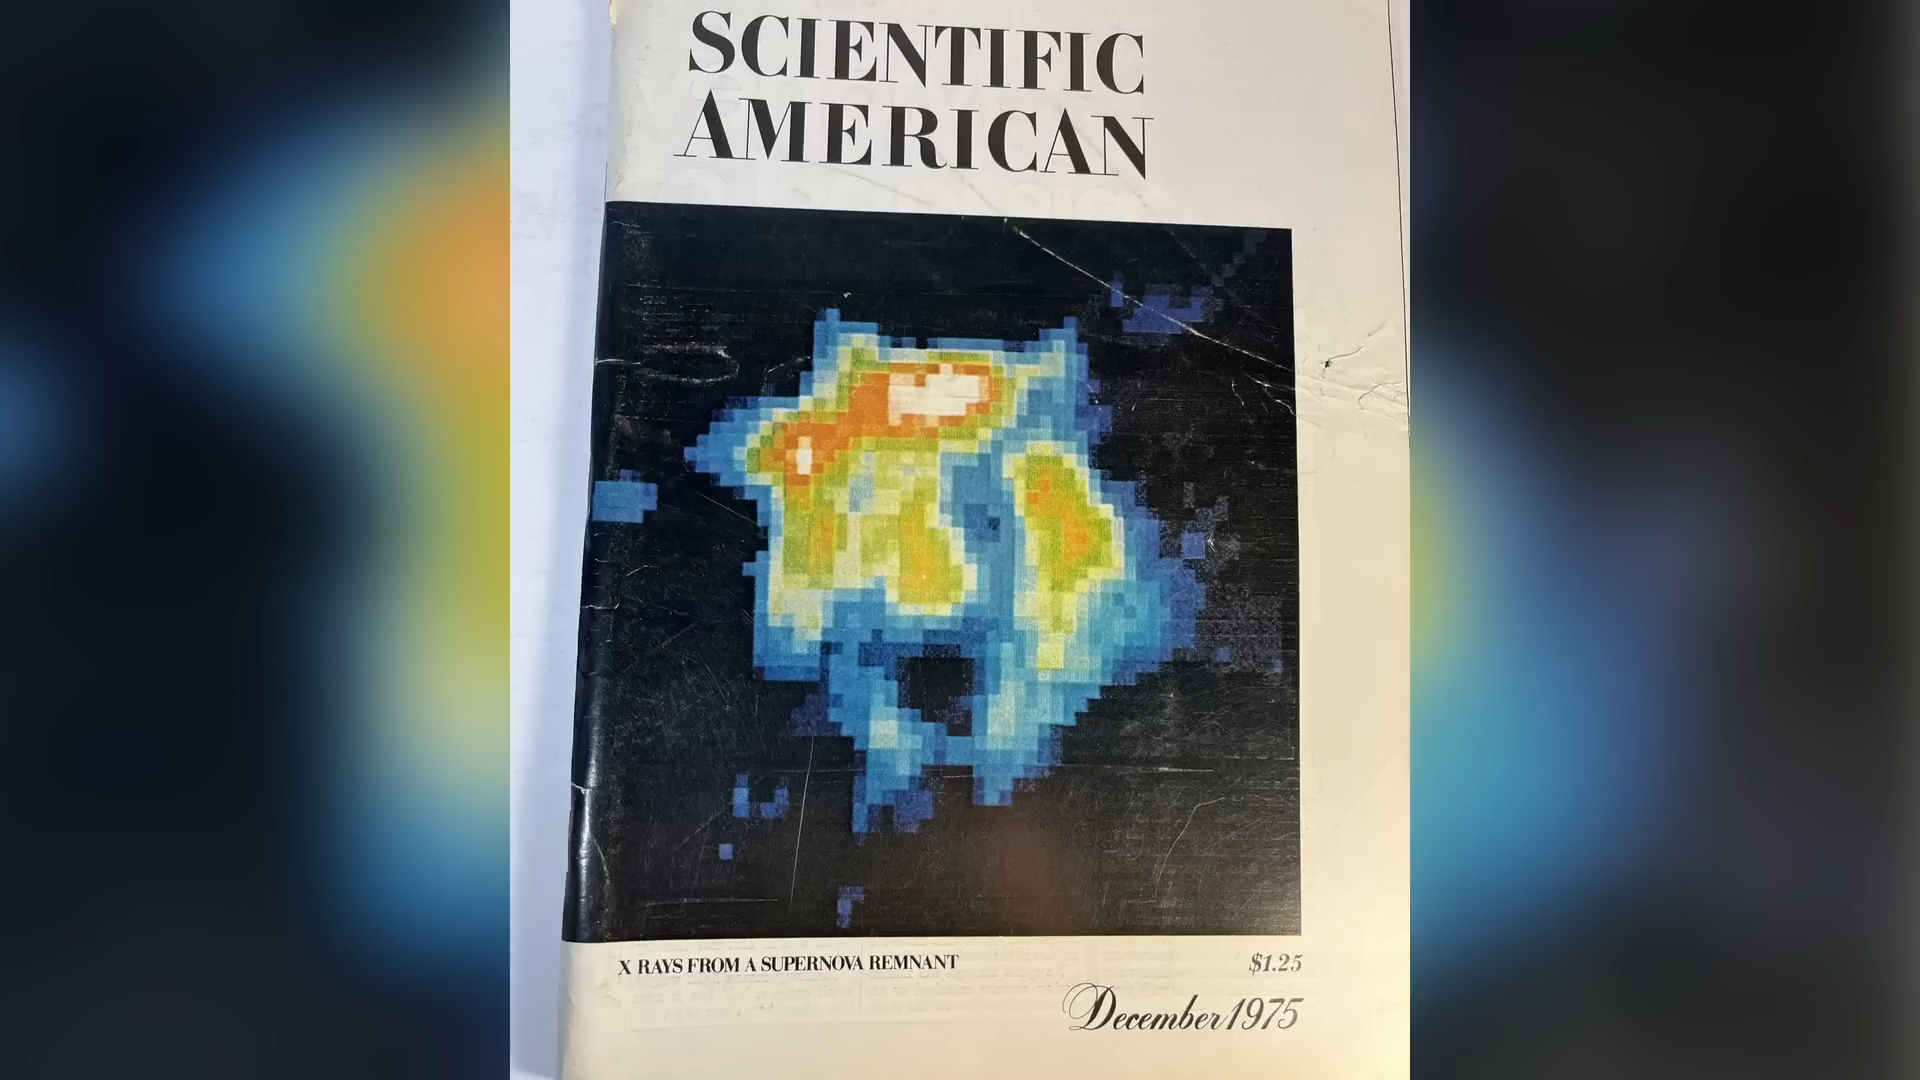 SCIENTIFIC
AMERICAN
X RAYS FROM A SUPERNOVA REMNANT
$1.25
December 1975